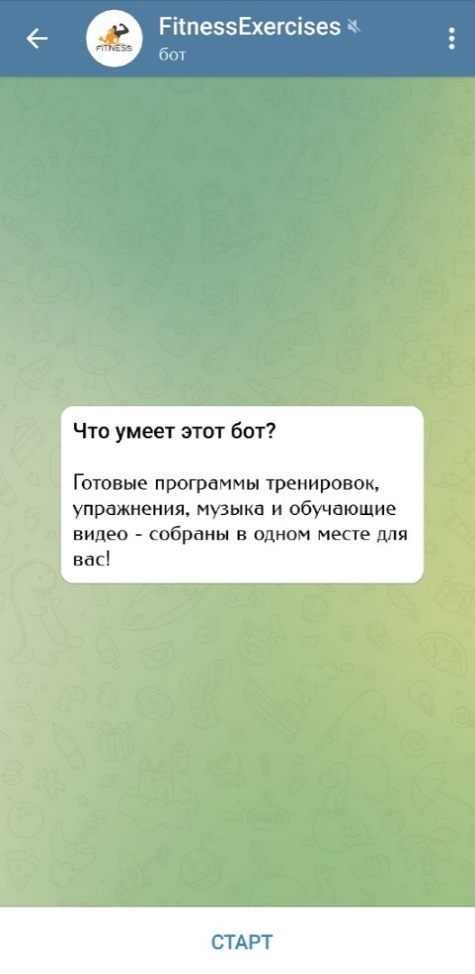 FitnessExercises
бот
FITNESS
Что умеет этот бот?
Готовые программы тренировок,
упражнения, музыка и обучающие
видео - собраны в одном месте для
вас!
СТАРТ